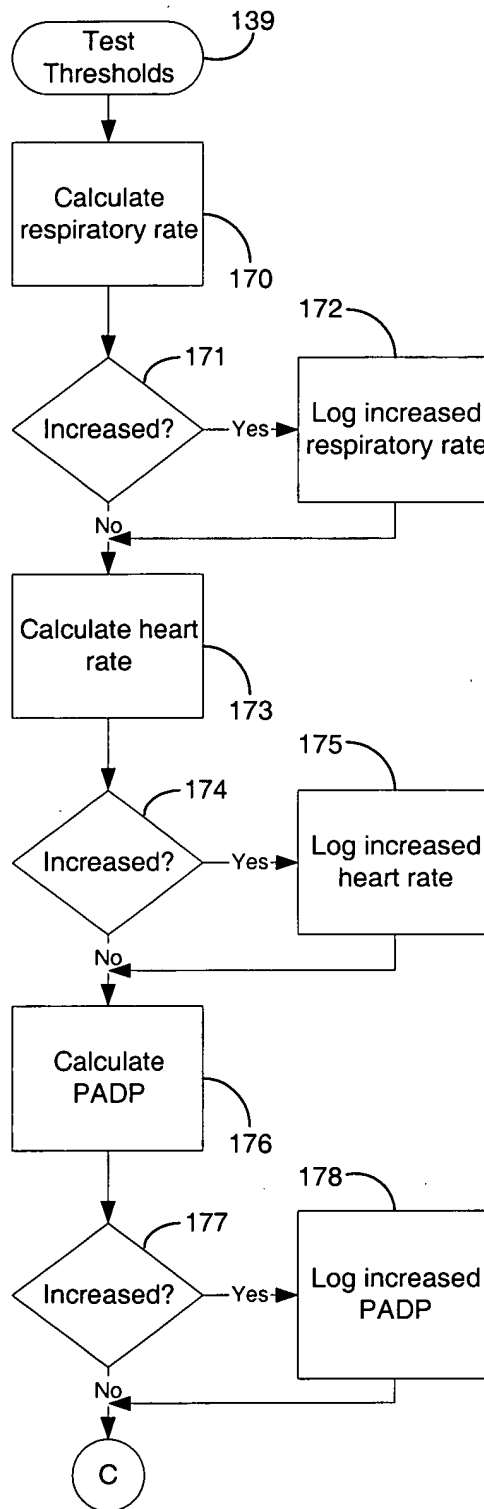 139
Test
Thresholds
Calculate
respiratory rate
170
171
172
Increased?
Yes
Log increased
respiratory rate
No
Calculate heart
rate
173
174
175
Increased?
Yes
Log increased
heart rate
No
Calculate
PADP
176
177
178
Increased?
Yes
Log increased
PADP
No
C